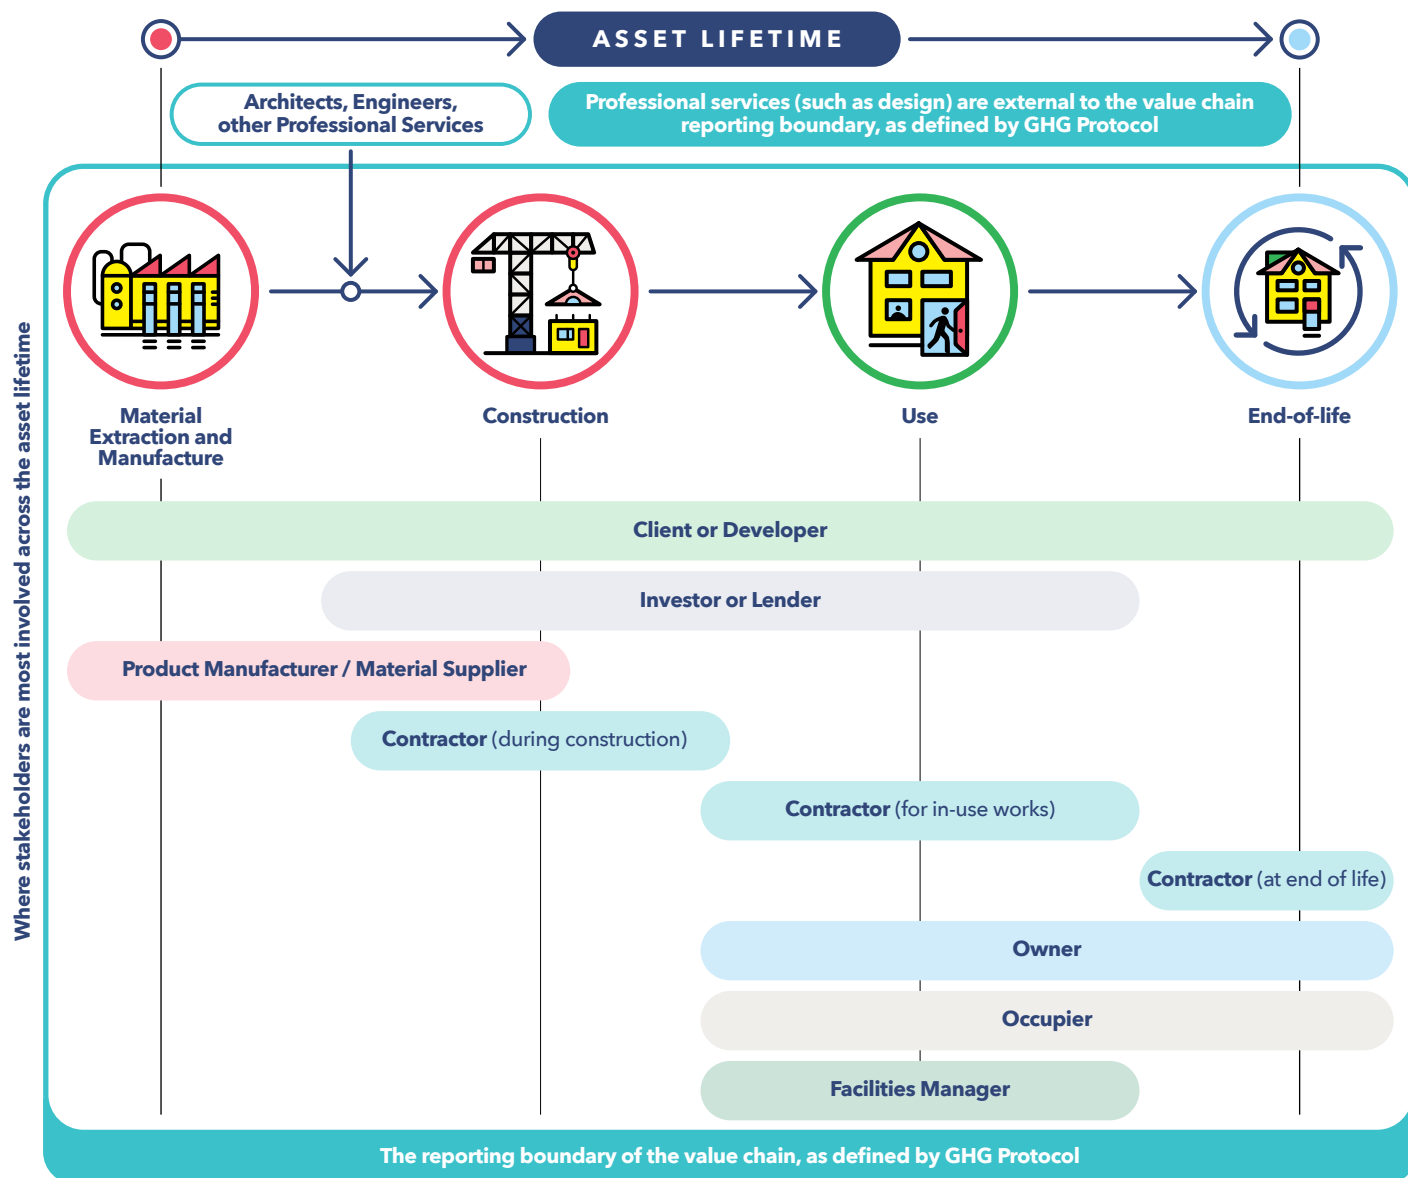 ASSET LIFETIME
Architects, Engineers,
other Professional Services
Professional services (such as design) are external to the value chain
reporting boundary, as defined by GHG Protocol
Where stakeholders are most involved across the asset lifetime
Material
Extraction and
Manufacture
Construction
Use
End-of-life
Client or Developer
Investor or Lender
Product Manufacturer / Material Supplier
Contractor (during construction)
Contractor (for in-use works)
Contractor (at end of life)
Owner
Occupier
Facilities Manager
The reporting boundary of the value chain, as defined by GHG Protocol